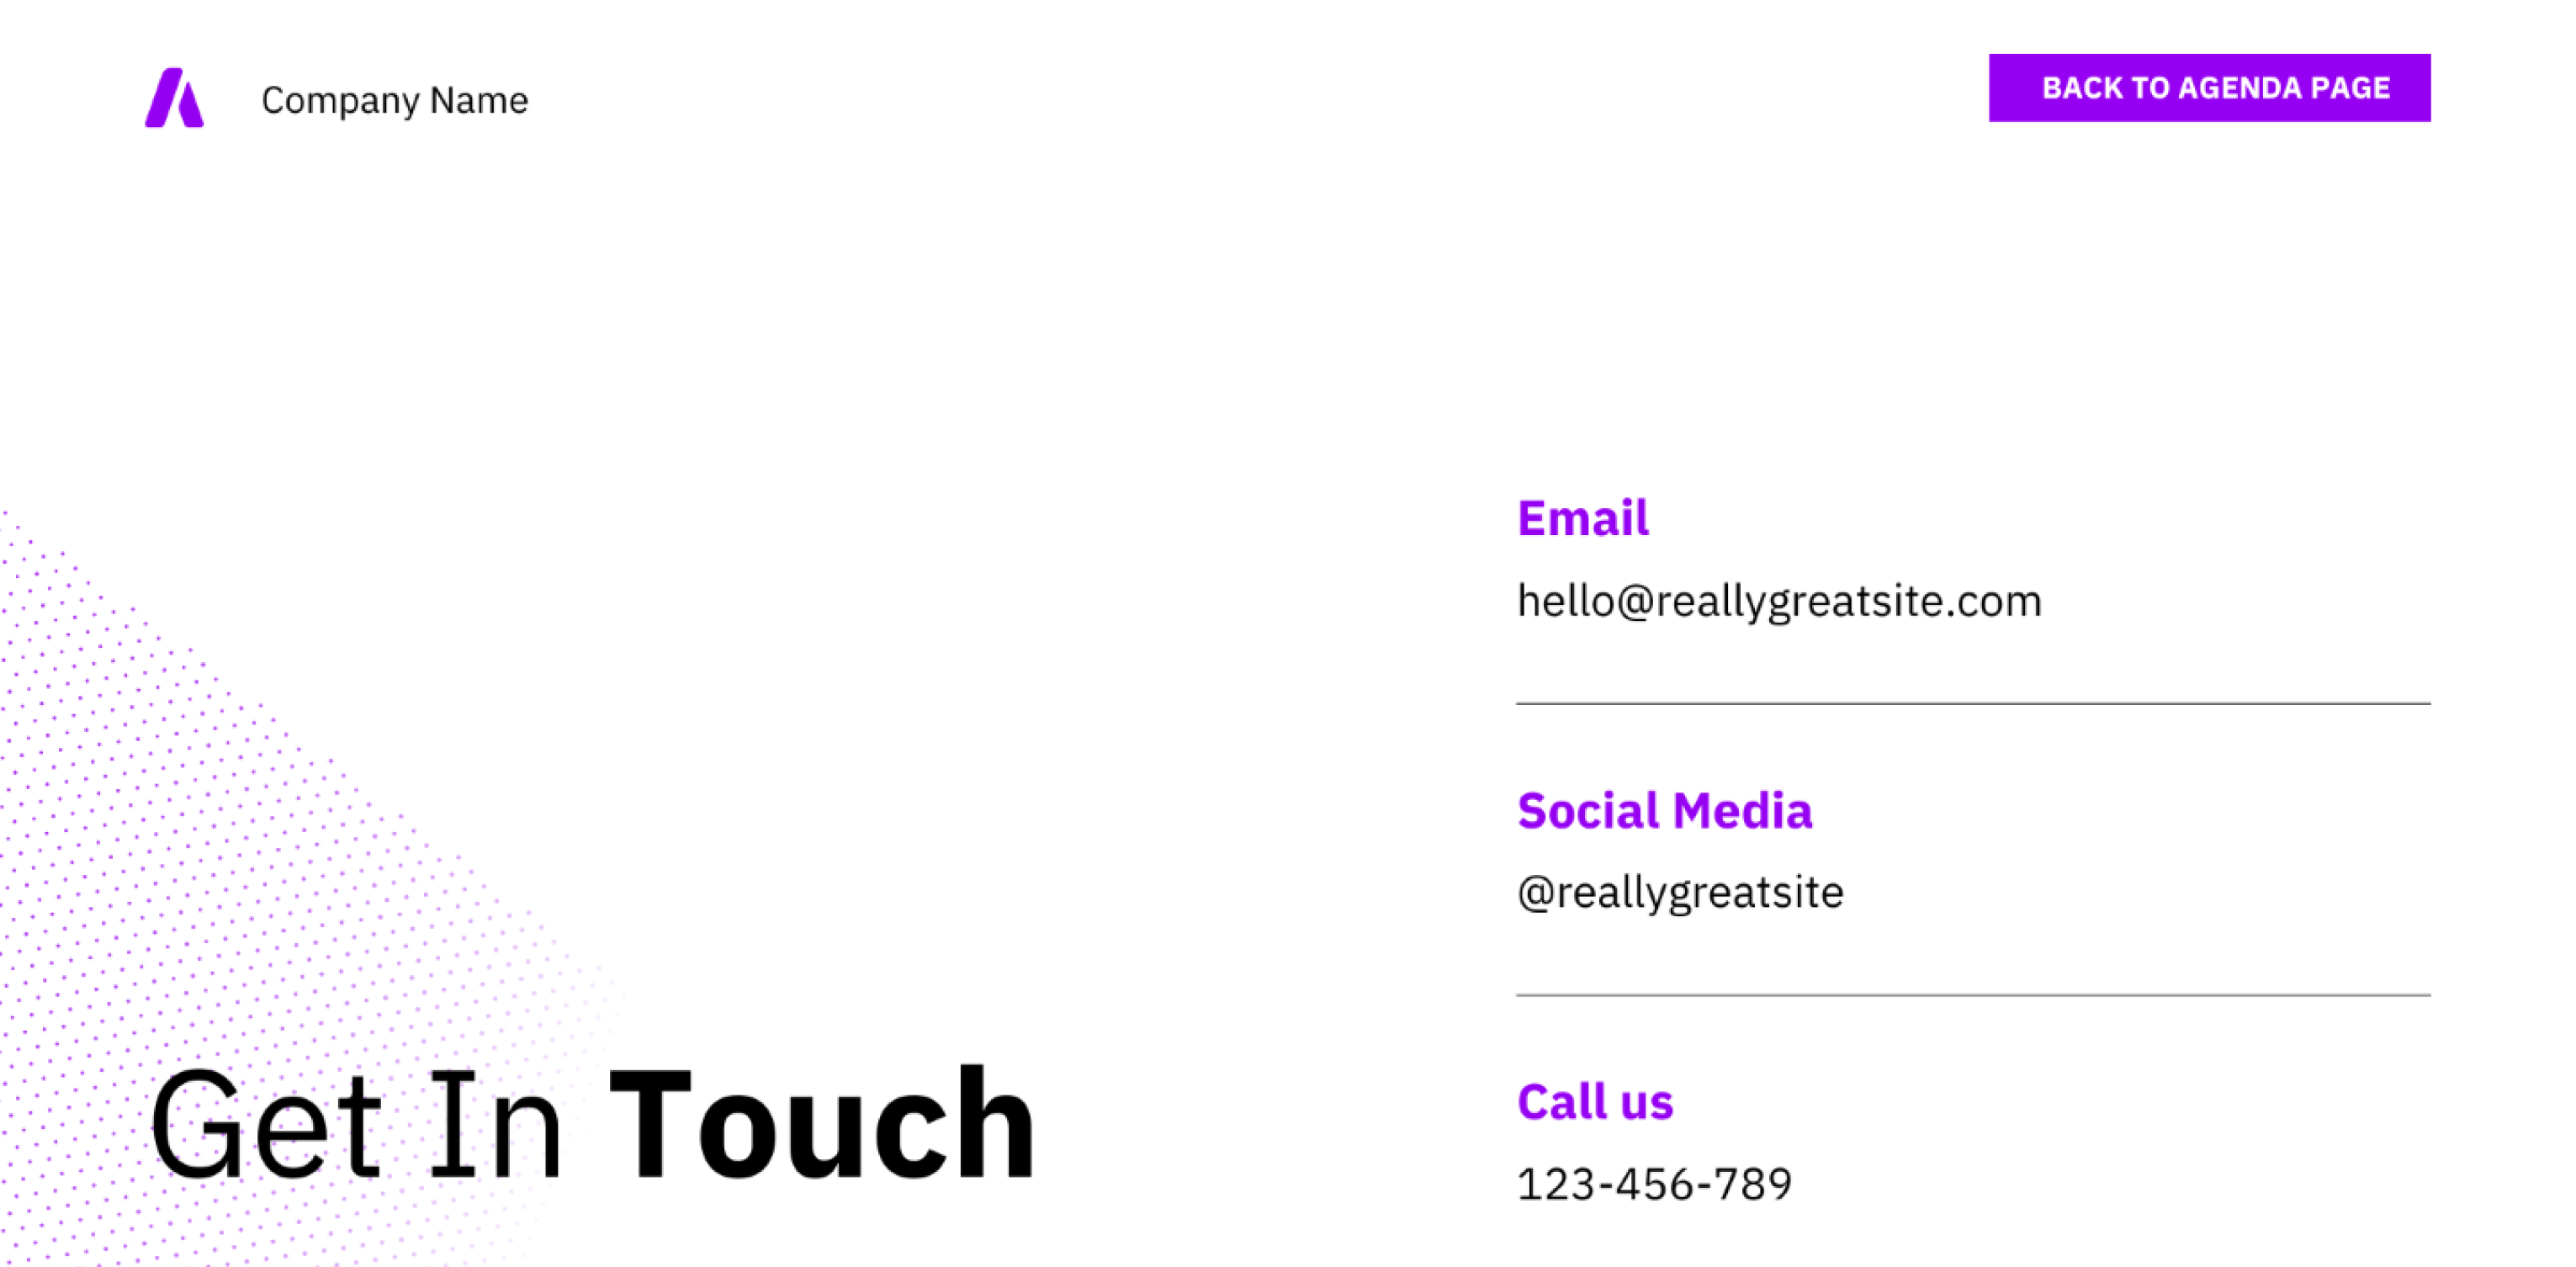 Company Name
BACK TO AGENDA PAGE
Email
hello@reallygreatsite.com
Social Media
@reallygreatsite
Call us
123-456-789
Get In Touch